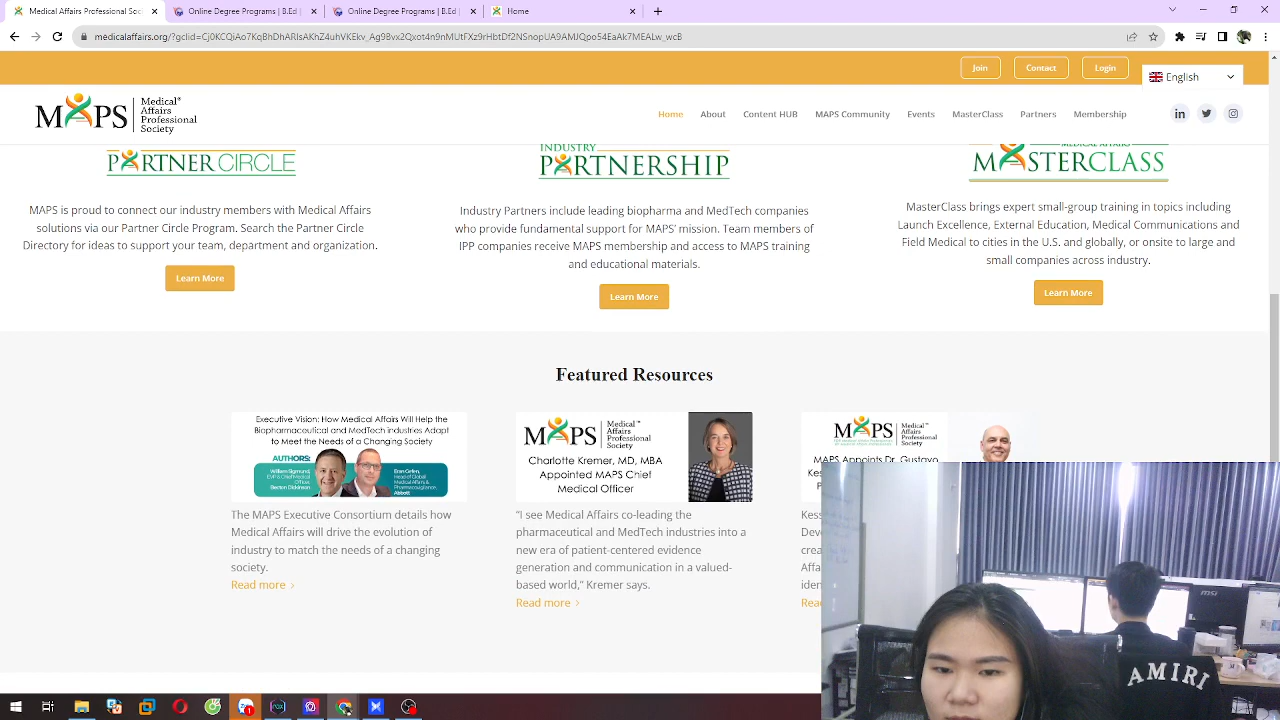 Online Programs B.Ed
Online Degrees B.Ed
Online Degrees | B.Ed
Home
medicalaffairs.org/?gclid=Cj0KCQiAo7KqBhDhARIsAKhZ4uhVKEkv_Ag9Bvx2Qxot4n9nMUtFXz9rHbtDf2NSnopUA9AMJQpo54EaAk7MEALw_wcB
Join
Contact
Login
English
MAPS
Medical
Affairs
Professional
Society
Home
About
Content HUB
MAPS Community
Events
MasterClass
Partners
Membership
PARTNER CIRCLE
MAPS is proud to connect our industry members with Medical Affairs
solutions via our Partner Circle Program. Search the Partner Circle
Directory for ideas to support your team, department and organization.
Learn More
INDUSTRY
PARTNERSHIP
Industry Partners include leading biopharma and MedTech companies
who provide fundamental support for MAPS' mission. Team members of
IPP companies receive MAPS membership and access to MAPS training
and educational materials.
Learn More
MEDICAL AFFAIRS
MASTERCLASS
MasterClass brings expert small-group training in topics including
Launch Excellence, External Education, Medical Communications and
Field Medical to cities in the U.S. and globally, or onsite to large and
small companies across industry.
Learn More
Featured Resources
Executive Vision: How Medical Affairs Will Help the
Biopharmaceutical and MedTech Industries Adapt
to Meet the Needs of a Changing Society
AUTHORS:
William Sigmund,
EVP & Chief Medical
Officer,
Becton Dickinson
Eran Gefen,
Head of Global
Medical Affairs &
Pharmacovigilance,
Abbott
The MAPS Executive Consortium details how
Medical Affairs will drive the evolution of
industry to match the needs of a changing
society.
Read more
MAPS
Medical
Affairs
Professional
Society
Charlotte Kremer, MD, MBA
Appointed MAPS Chief
Medical Officer
"I see Medical Affairs co-leading the
pharmaceutical and MedTech industries into a
new era of patient-centered evidence
generation and communication in a valued-
based world," Kremer says.
Read more
MAPS
Medical
Affairs
Professional
Society
MAPS Appoints Dr. Gustavo
Kes
P
Kess
Deve
crea
Affa
iden
Read
msi
AMIRI